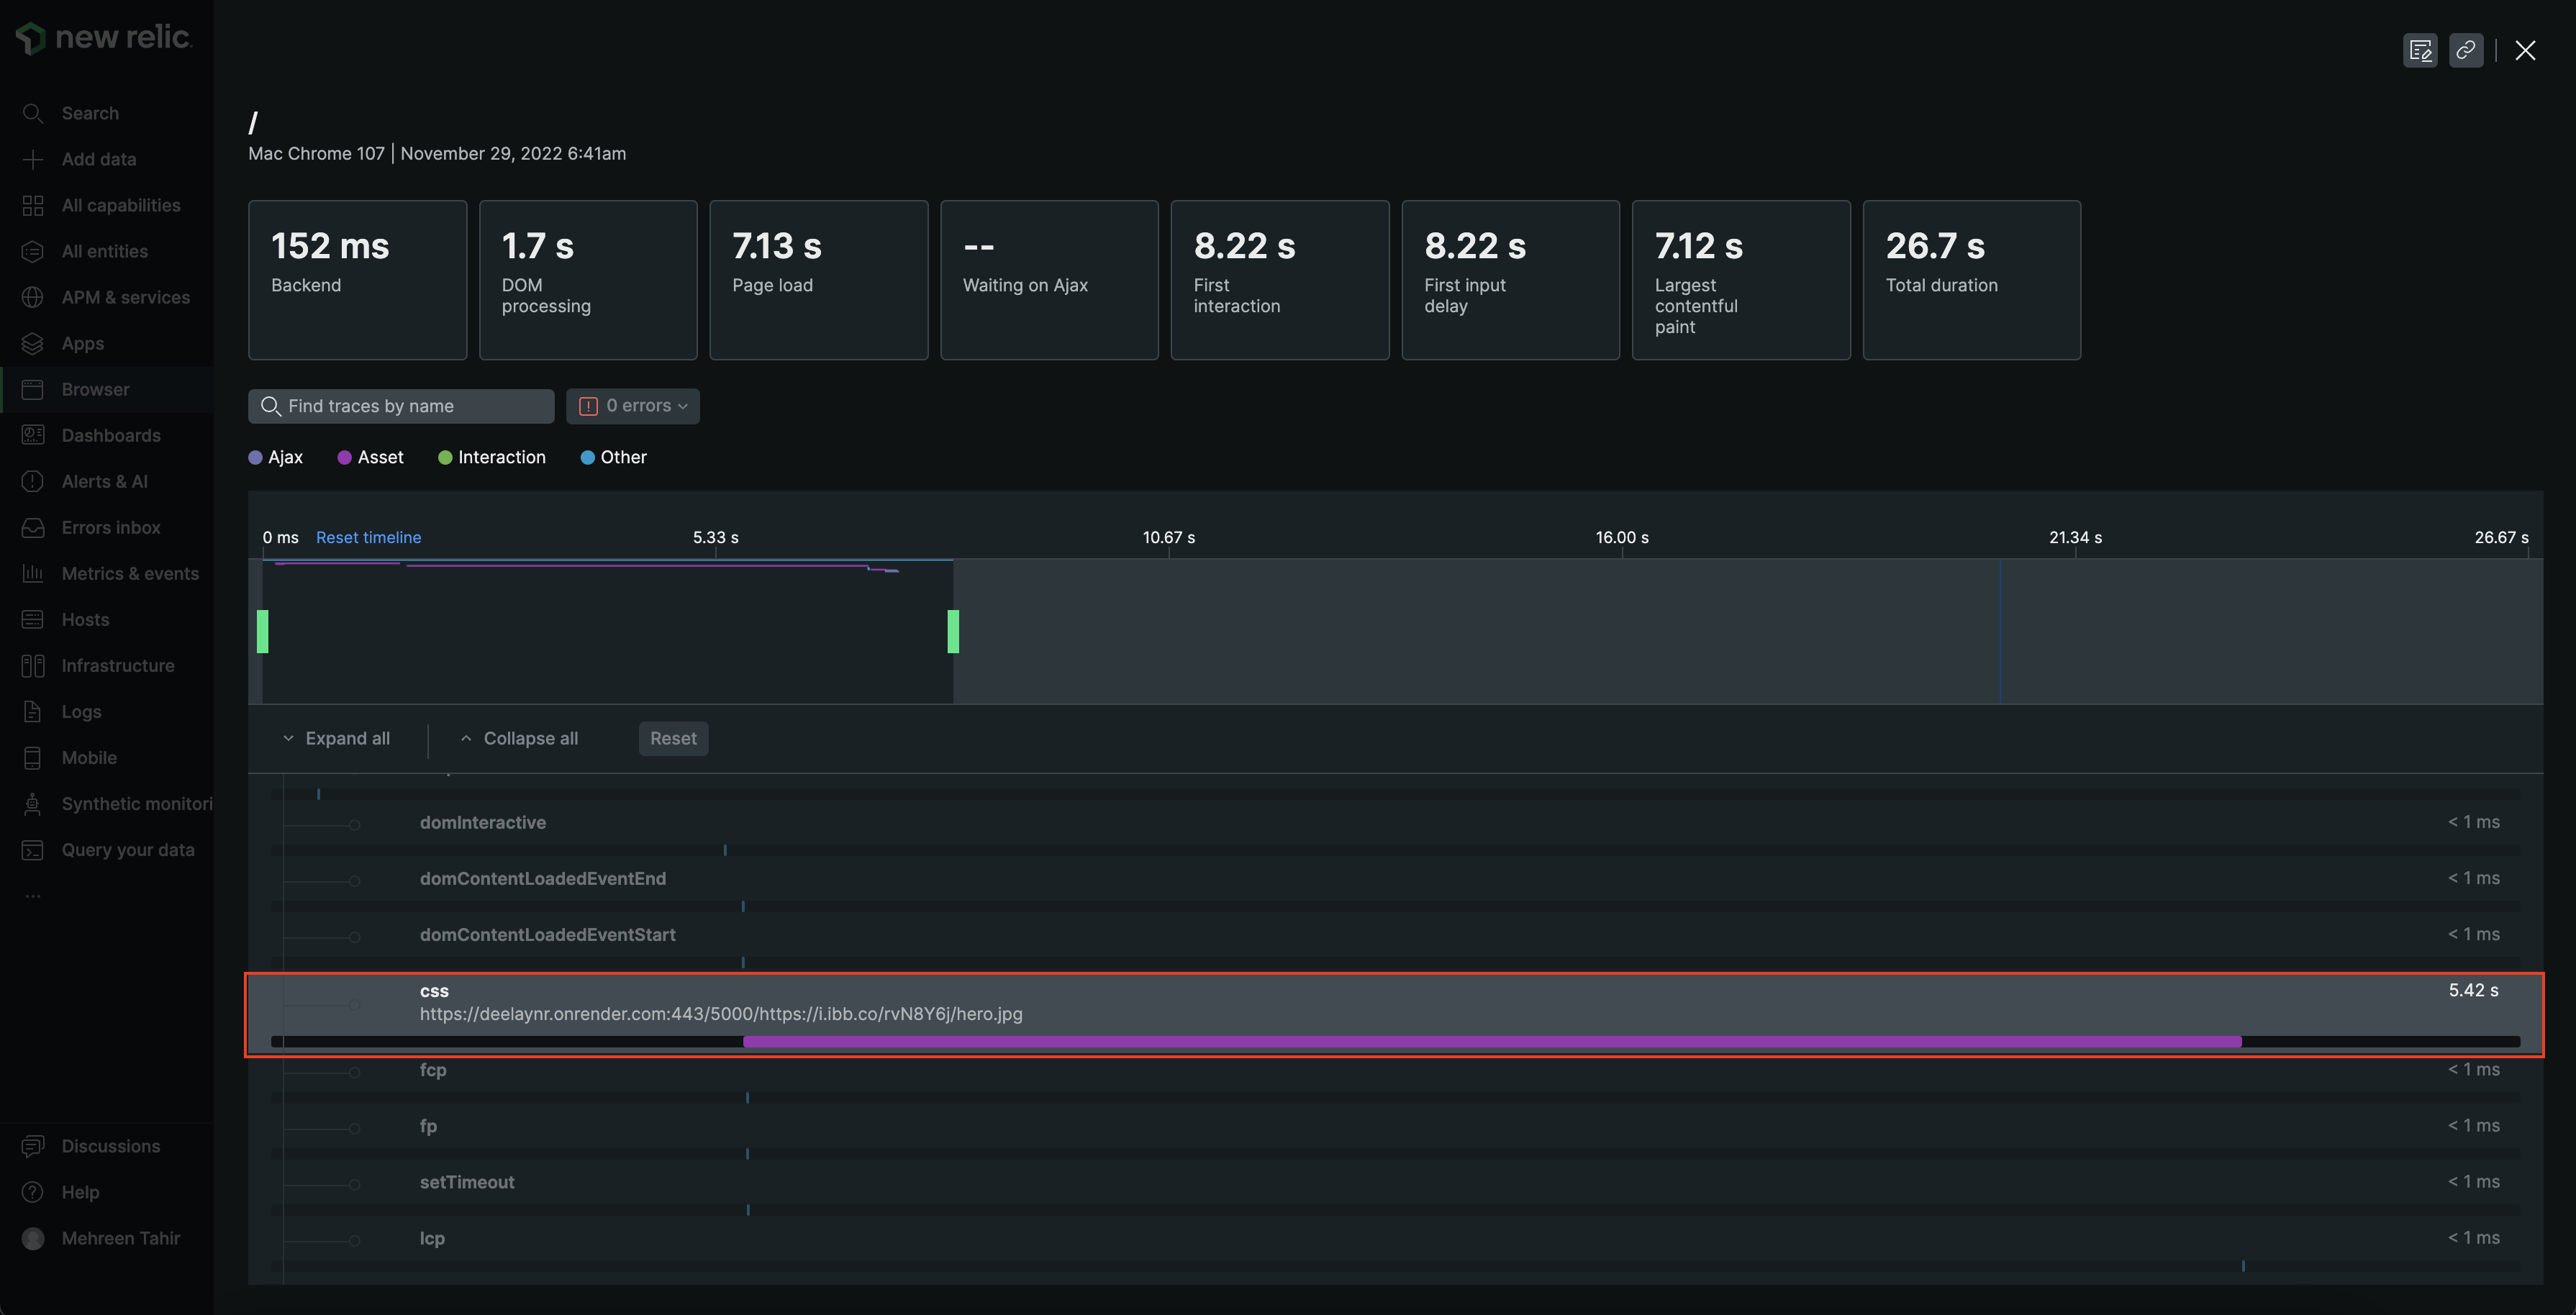 new relic.
Search
Add data
All capabilities
All entities
APM & services
Apps
Browser
Dashboards
Alerts & AI
Errors inbox
Metrics & events
Hosts
Infrastructure
Logs
Mobile
Synthetic monitori
Query your data
...
Discussions
Help
Mehreen Tahir
/
Mac Chrome 107 | November 29, 2022 6:41am
152 ms
Backend
1.7 s
DOM
processing
7.13 s
Page load
--
Waiting on Ajax
8.22 s
First
interaction
8.22 s
First input
delay
7.12 s
Largest
contentful
paint
26.7 s
Total duration
Find traces by name
0 errors
Ajax Asset Interaction Other
0 ms Reset timeline 5.33 s 10.67 s 16.00 s 21.34 s 26.67 s
Expand all Collapse all Reset
domInteractive < 1 ms
domContentLoadedEventEnd < 1 ms
domContentLoadedEventStart < 1 ms
css 5.42 s
https://deelaynr.onrender.com:443/5000/https://i.ibb.co/rvN8Y6j/hero.jpg
fcp < 1 ms
fp < 1 ms
setTimeout < 1 ms
lcp < 1 ms